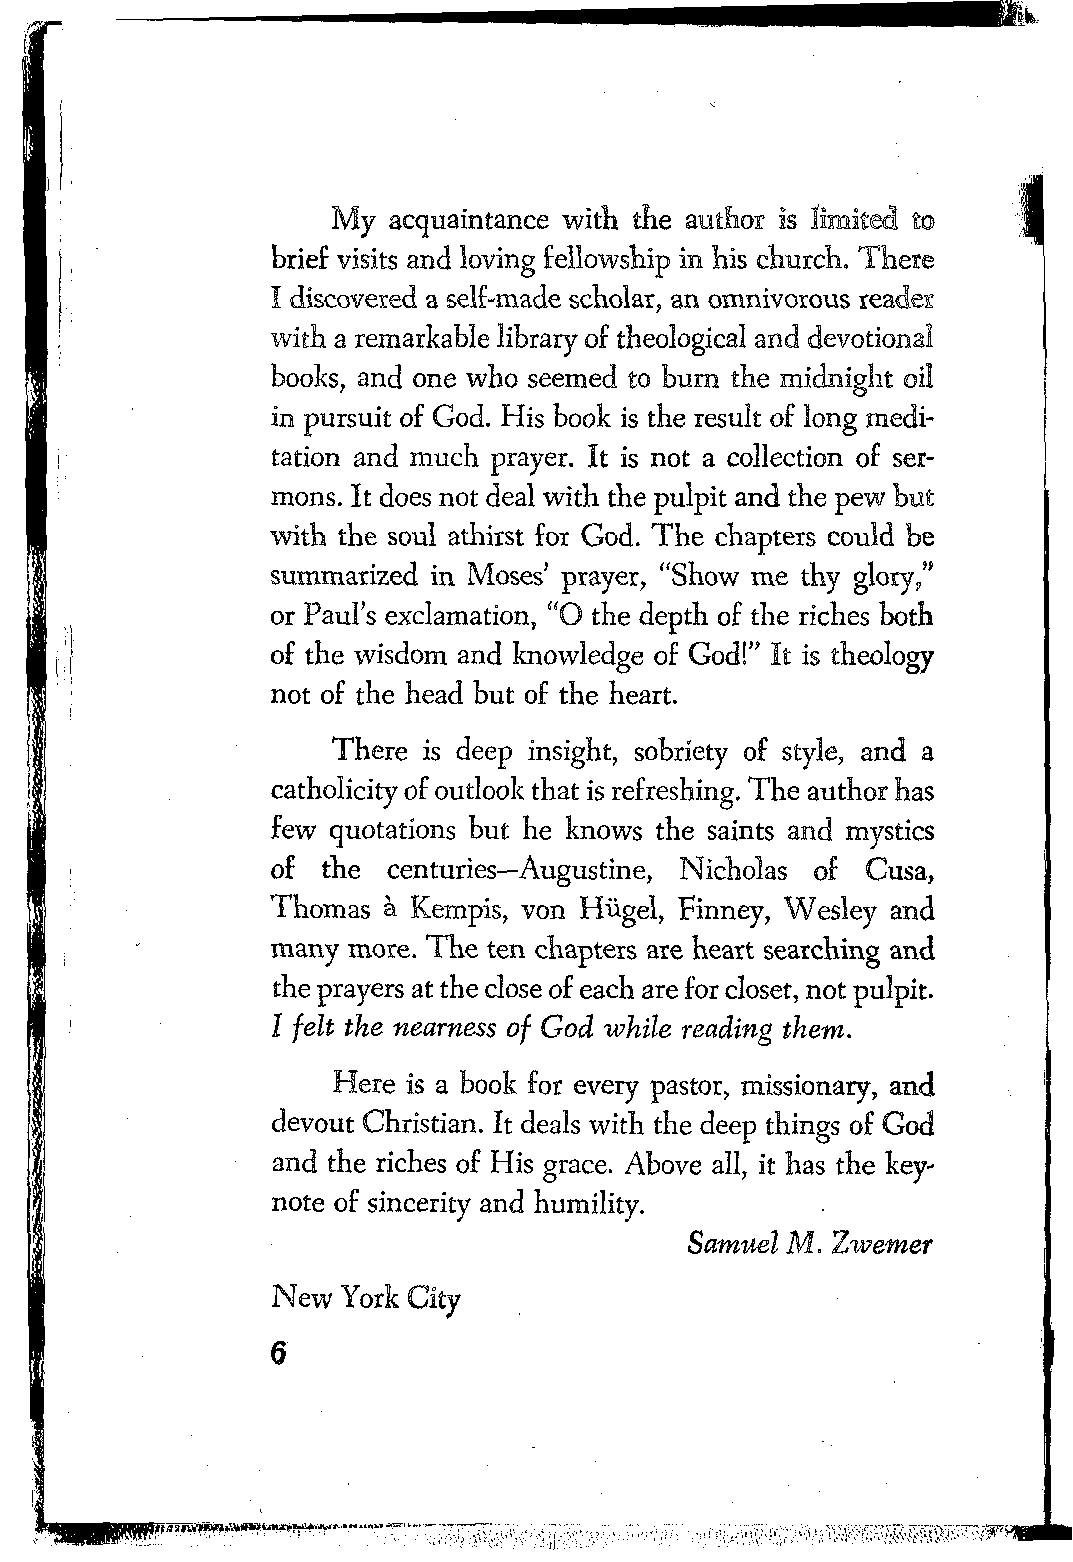 My acquaintance with the author is limited to
brief visits and loving fellowship in his church. There
I discovered a self-made scholar, an omnivorous reader
with a remarkable library of theological and devotional
books, and one who seemed to burn the midnight oil
in pursuit of God. His book is the result of long medi-
tation and much prayer. It is not a collection of ser-
mons. It does not deal with the pulpit and the pew but
with the soul athirst for God. The chapters could be
summarized in Moses' prayer, “Show me thy glory,”
or Paul's exclamation, “O the depth of the riches both
of the wisdom and knowledge of God!” It is theology
not of the head but of the heart.
There is deep insight, sobriety of style, and a
catholicity of outlook that is refreshing. The author has
few quotations but he knows the saints and mystics
of the centuries—Augustine, Nicholas of Cusa,
Thomas à Kempis, von Hügel, Finney, Wesley and
many more. The ten chapters are heart searching and
the prayers at the close of each are for closet, not pulpit.
I felt the nearness of God while reading them.
Here is a book for every pastor, missionary, and
devout Christian. It deals with the deep things of God
and the riches of His grace. Above all, it has the key-
note of sincerity and humility.
Samuel M. Zwemer
New York City
6